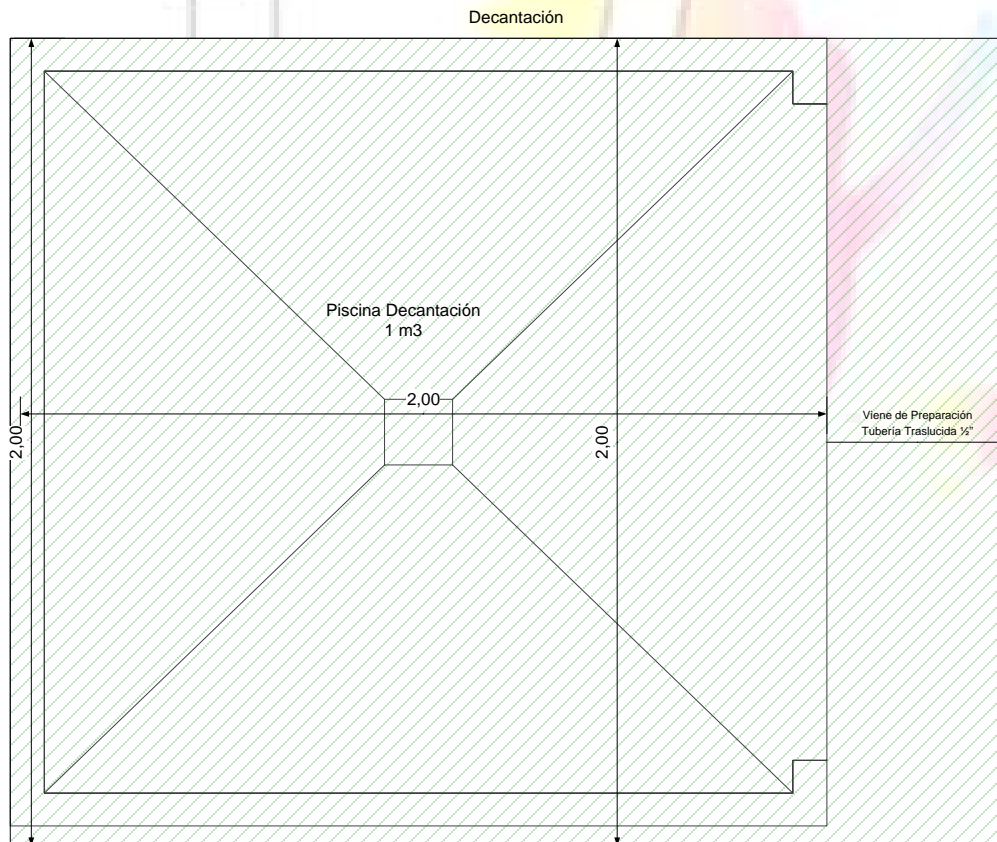 Decantación
Piscina Decantación
1 m3
2,00
2,00
2,00
Viene de Preparación
Tubería Traslucida ½"